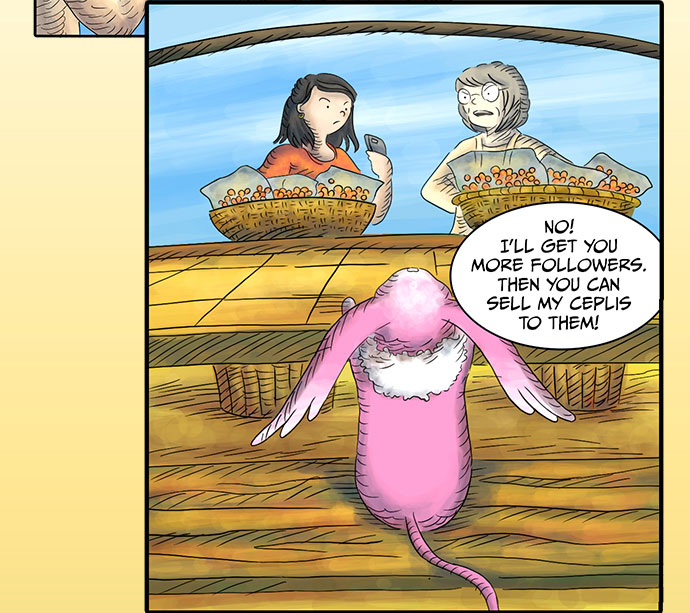 NO!
I'LL GET YOU
MORE FOLLOWERS.
THEN YOU CAN
SELL MY CEPLIS
TO THEM!